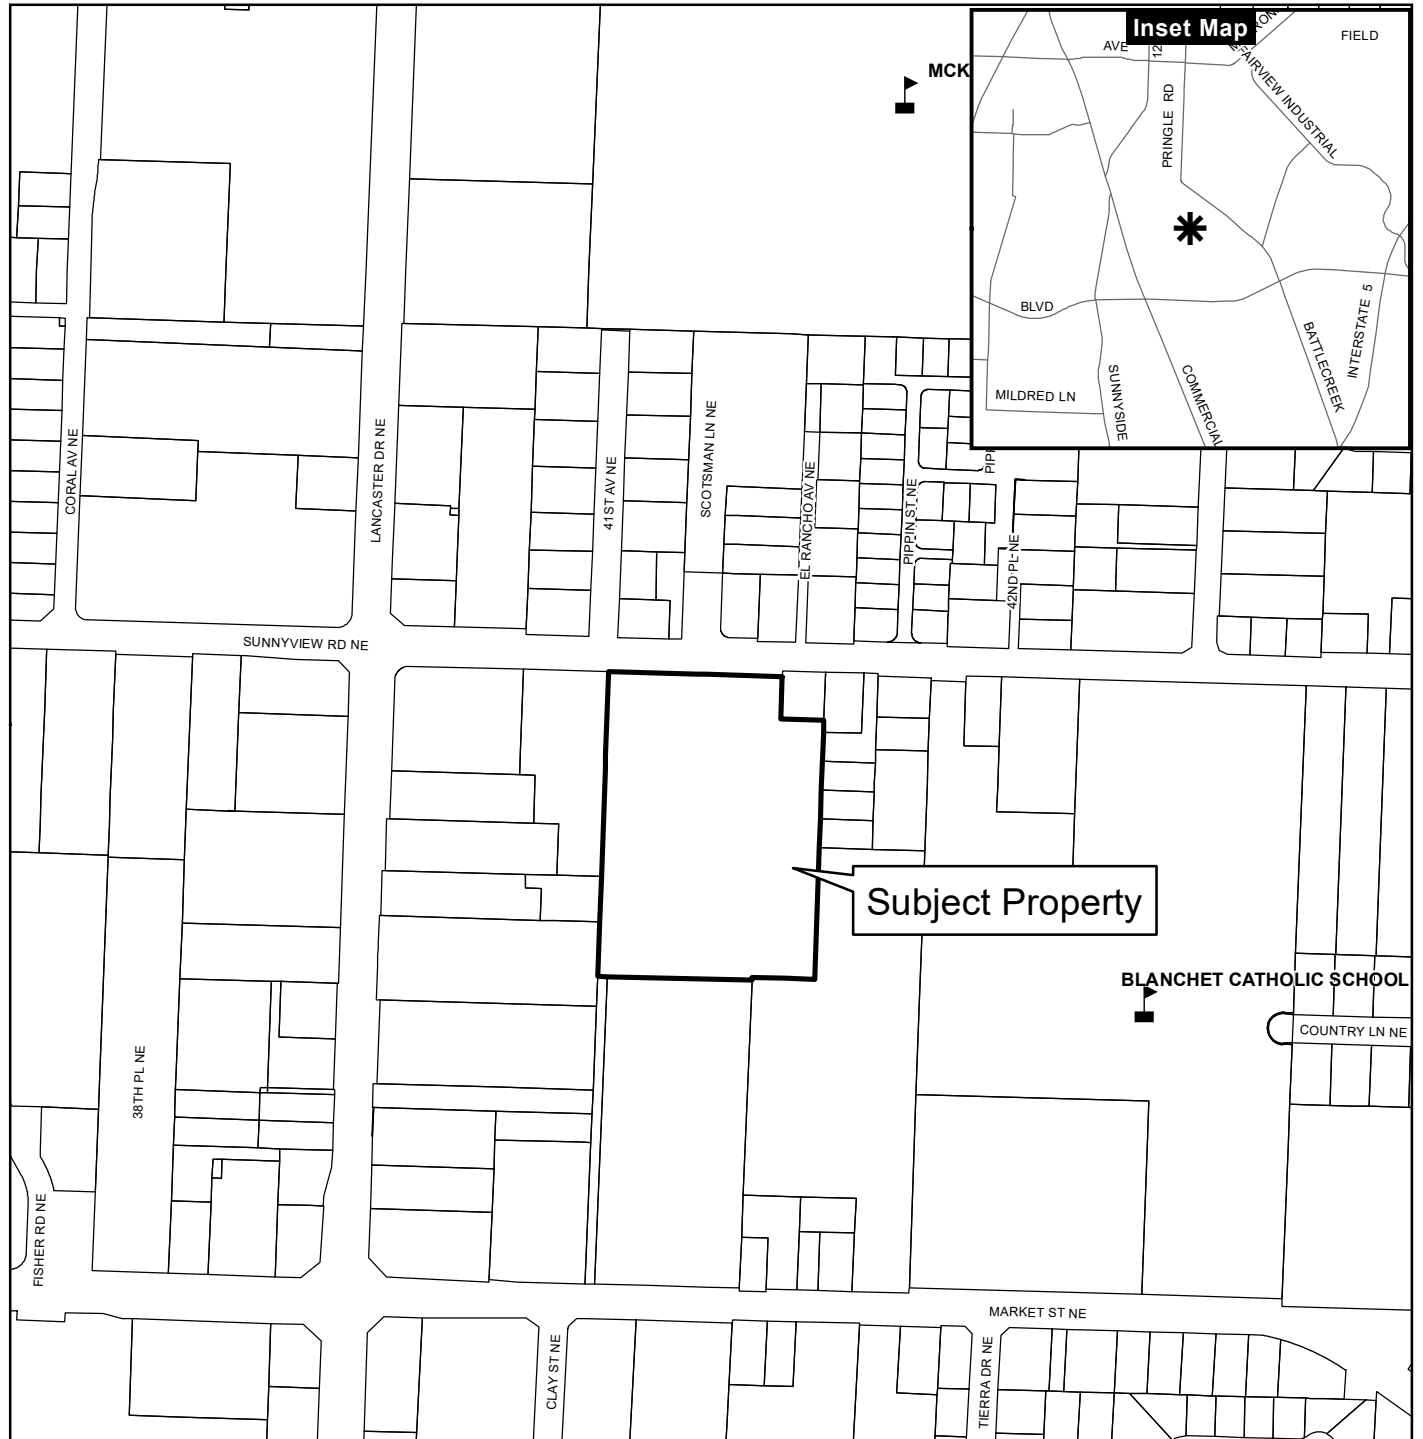 Inset Map
AVE
12
FIELD
FAIRVIEW INDUSTRIAL
PRINGLE RD
BLVD
INTERSTATE 5
BATTLECREEK
MILDRED LN
SUNNYSIDE
COMMERCIAL
MCK
CORAL AV NE
LANCASTER DR NE
41ST AV NE
SCOTSMAN LN NE
EL RANCHO AV NE
PIPPIN ST NE
PIPP
42ND PL NE
SUNNYVIEW RD NE
Subject Property
BLANCHET CATHOLIC SCHOOL
COUNTRY LN NE
38TH PL NE
FISHER RD NE
MARKET ST NE
CLAY ST NE
TIERRA DR NE